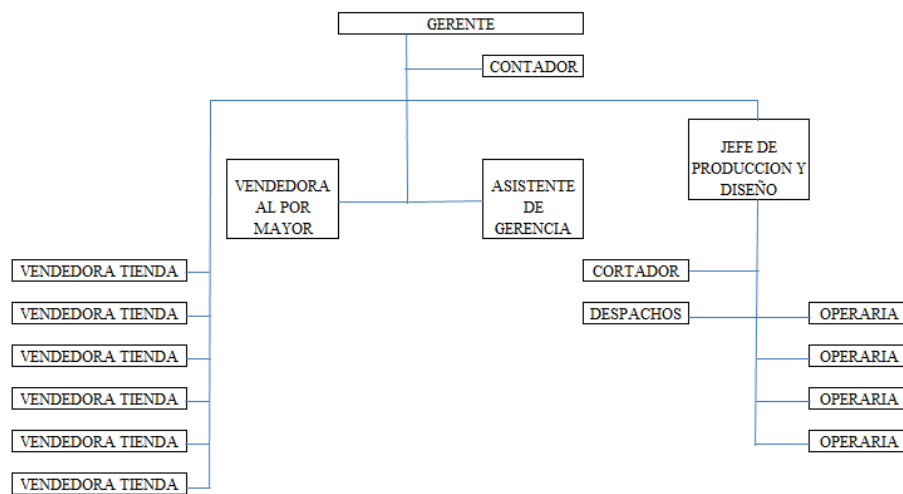 GERENTE
CONTADOR
JEFE DE
PRODUCCION Y
DISEÑO
VENDEDORA
AL POR
MAYOR
ASISTENTE
DE
GERENCIA
VENDEDORA TIENDA
CORTADOR
VENDEDORA TIENDA
DESPACHOS
OPERARIA
VENDEDORA TIENDA
OPERARIA
VENDEDORA TIENDA
OPERARIA
VENDEDORA TIENDA
OPERARIA
VENDEDORA TIENDA